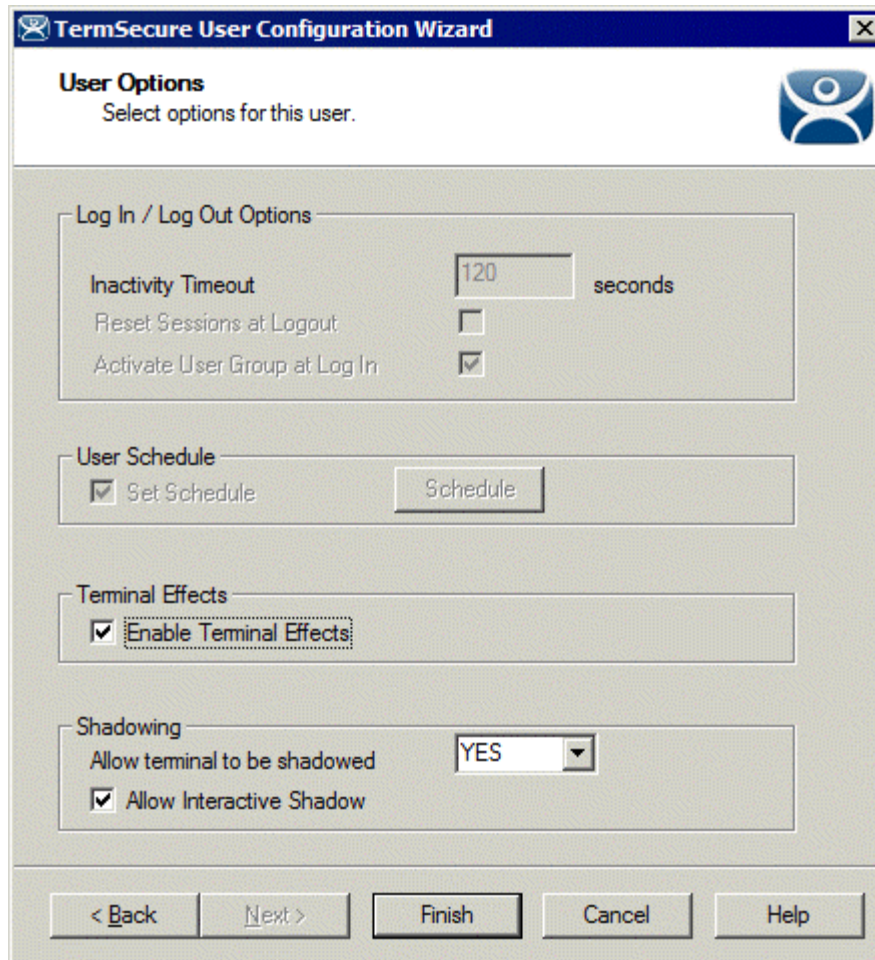 TermSecure User Configuration Wizard
User Options
Select options for this user.
Log In / Log Out Options
Inactivity Timeout 120 seconds
Reset Sessions at Logout
Activate User Group at Log In
User Schedule
Set Schedule Schedule
Terminal Effects
Enable Terminal Effects
Shadowing
Allow terminal to be shadowed YES
Allow Interactive Shadow
< Back Next > Finish Cancel Help